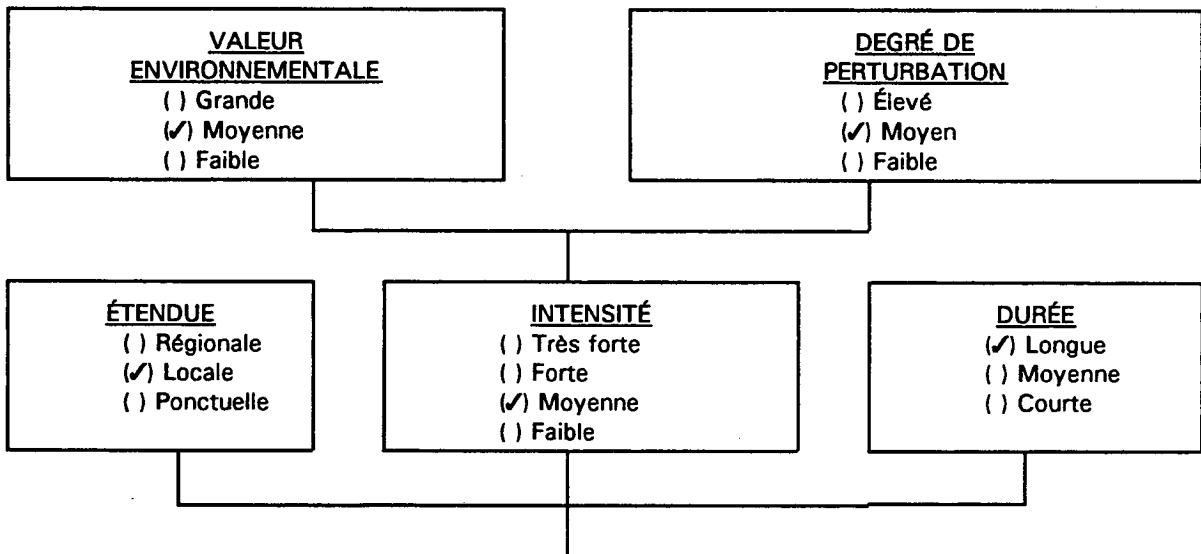 VALEUR
ENVIRONNEMENTALE
( ) Grande
(✓) Moyenne
( ) Faible
DEGRÉ DE
PERTURBATION
( ) Élevé
(✓) Moyen
( ) Faible
ÉTENDUE
( ) Régionale
(✓) Locale
( ) Ponctuelle
INTENSITÉ
( ) Très forte
( ) Forte
(✓) Moyenne
( ) Faible
DURÉE
(✓) Longue
( ) Moyenne
( ) Courte